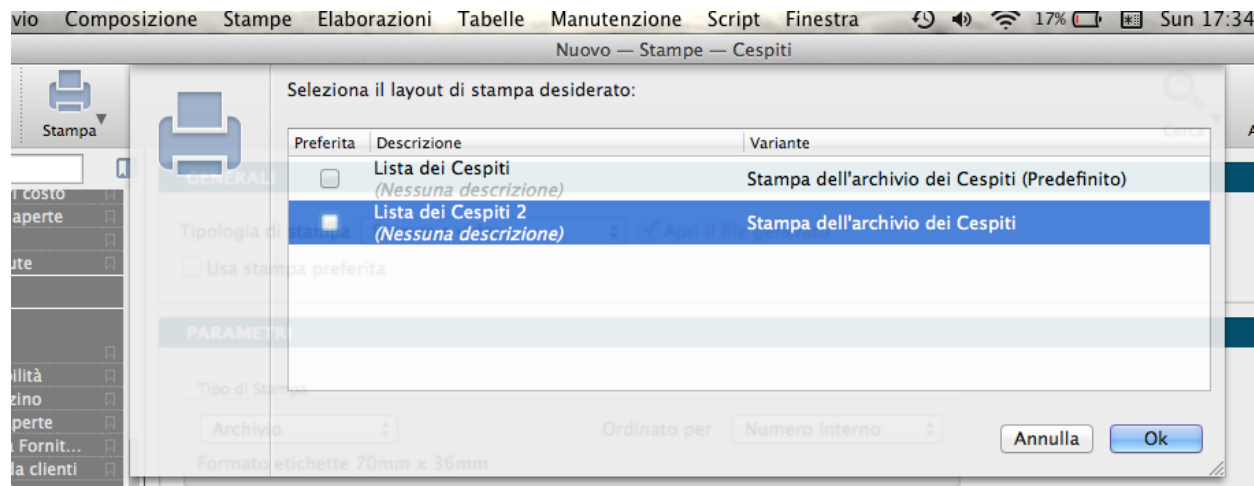 vio Composizione Stampe Elaborazioni Tabelle Manutenzione Script Finestra 17% Sun 17:34
Nuovo — Stampe — Cespiti
Stampa
Seleziona il layout di stampa desiderato:
Cerca
Preferita Descrizione Variante
Lista dei Cespiti
(Nessuna descrizione)
Stampa dell'archivio dei Cespiti (Predefinito)
Lista dei Cespiti 2
(Nessuna descrizione)
Stampa dell'archivio dei Cespiti
GENERALI
Tipologia di stampa
Apri il file
Usa stampa preferita
PARAMETRI
Tipo di Stampa
Archivio Ordinato per Numero Interno
Formato etichette 70mm x 36mm
Annulla Ok
i costo
aperte
ute
ilità
zino
perte
Fornit...
da clienti